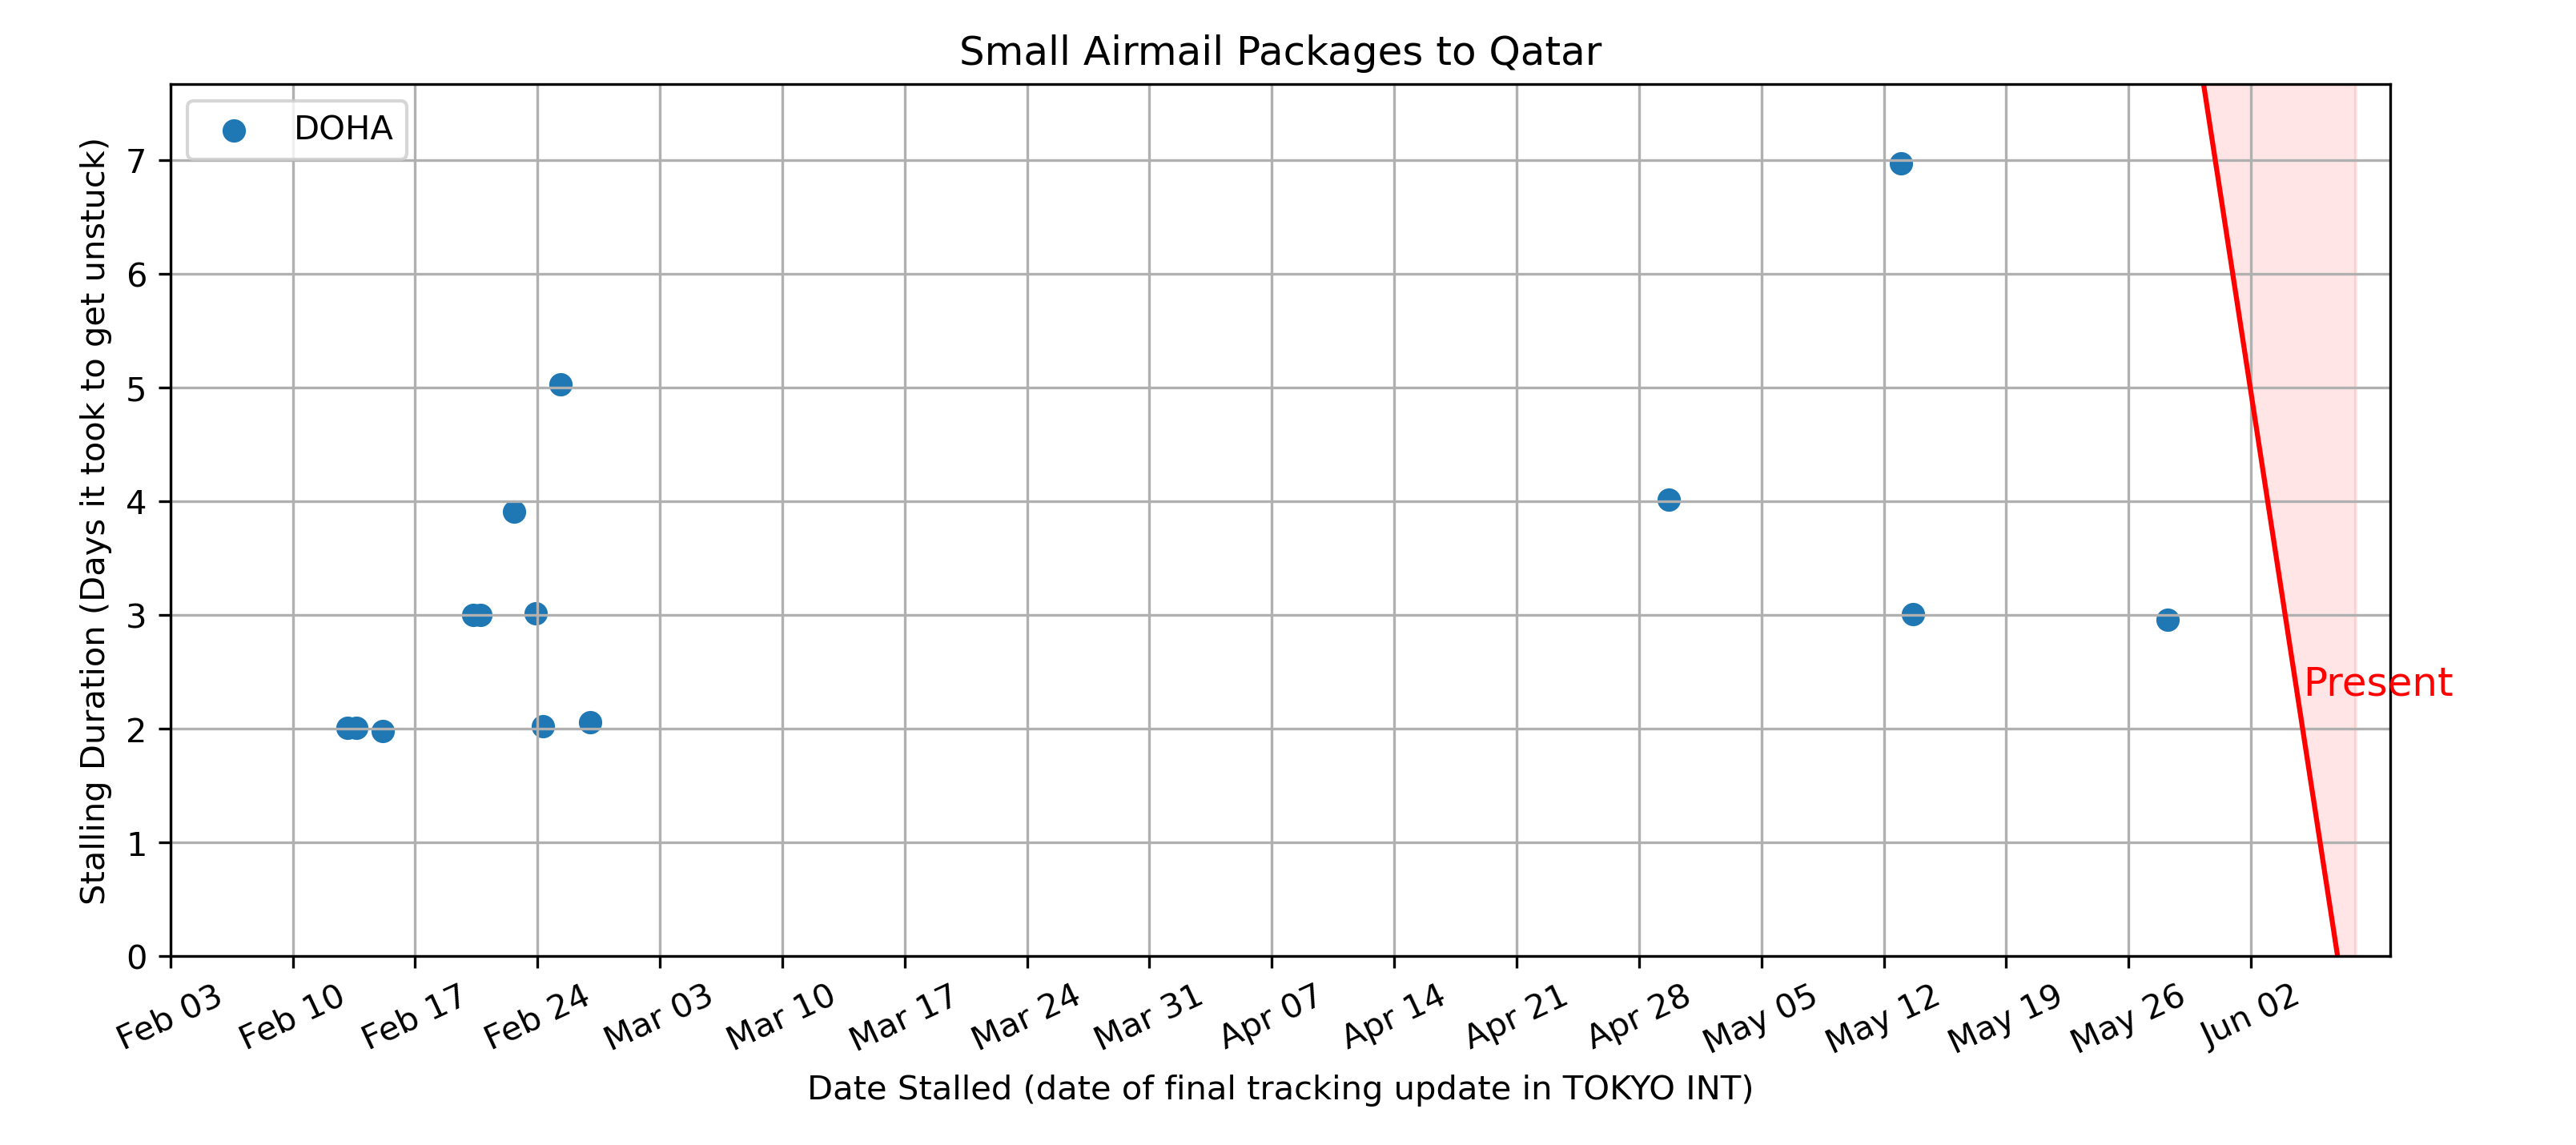 Small Airmail Packages to Qatar
DOHA
Stalling Duration (Days it took to get unstuck)
7
6
5
4
3
2
1
0
Present
Feb 03
Feb 10
Feb 17
Feb 24
Mar 03
Mar 10
Mar 17
Mar 24
Mar 31
Apr 07
Apr 14
Apr 21
Apr 28
May 05
May 12
May 19
May 26
Jun 02
Date Stalled (date of final tracking update in TOKYO INT)